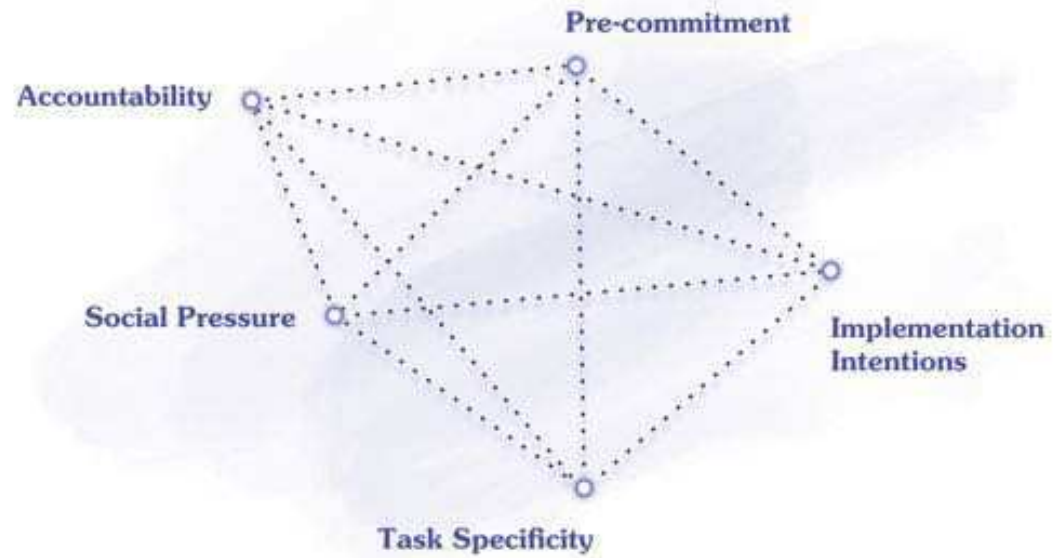 Pre-commitment
Accountability
Social Pressure
Implementation
Intentions
Task Specificity